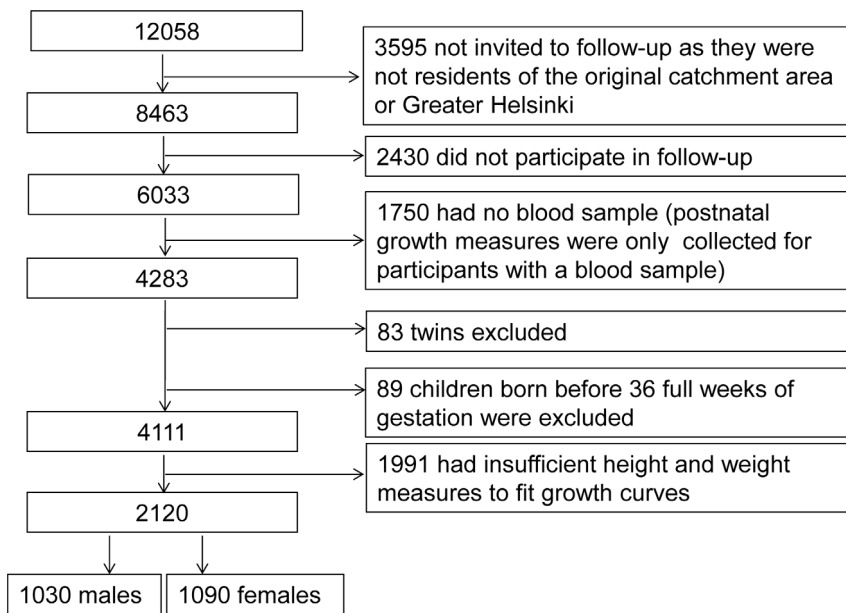 12058
3595 not invited to follow-up as they were
not residents of the original catchment area
or Greater Helsinki
8463
2430 did not participate in follow-up
6033
1750 had no blood sample (postnatal
growth measures were only collected for
participants with a blood sample)
4283
83 twins excluded
89 children born before 36 full weeks of
gestation were excluded
4111
1991 had insufficient height and weight
measures to fit growth curves
2120
1030 males
1090 females